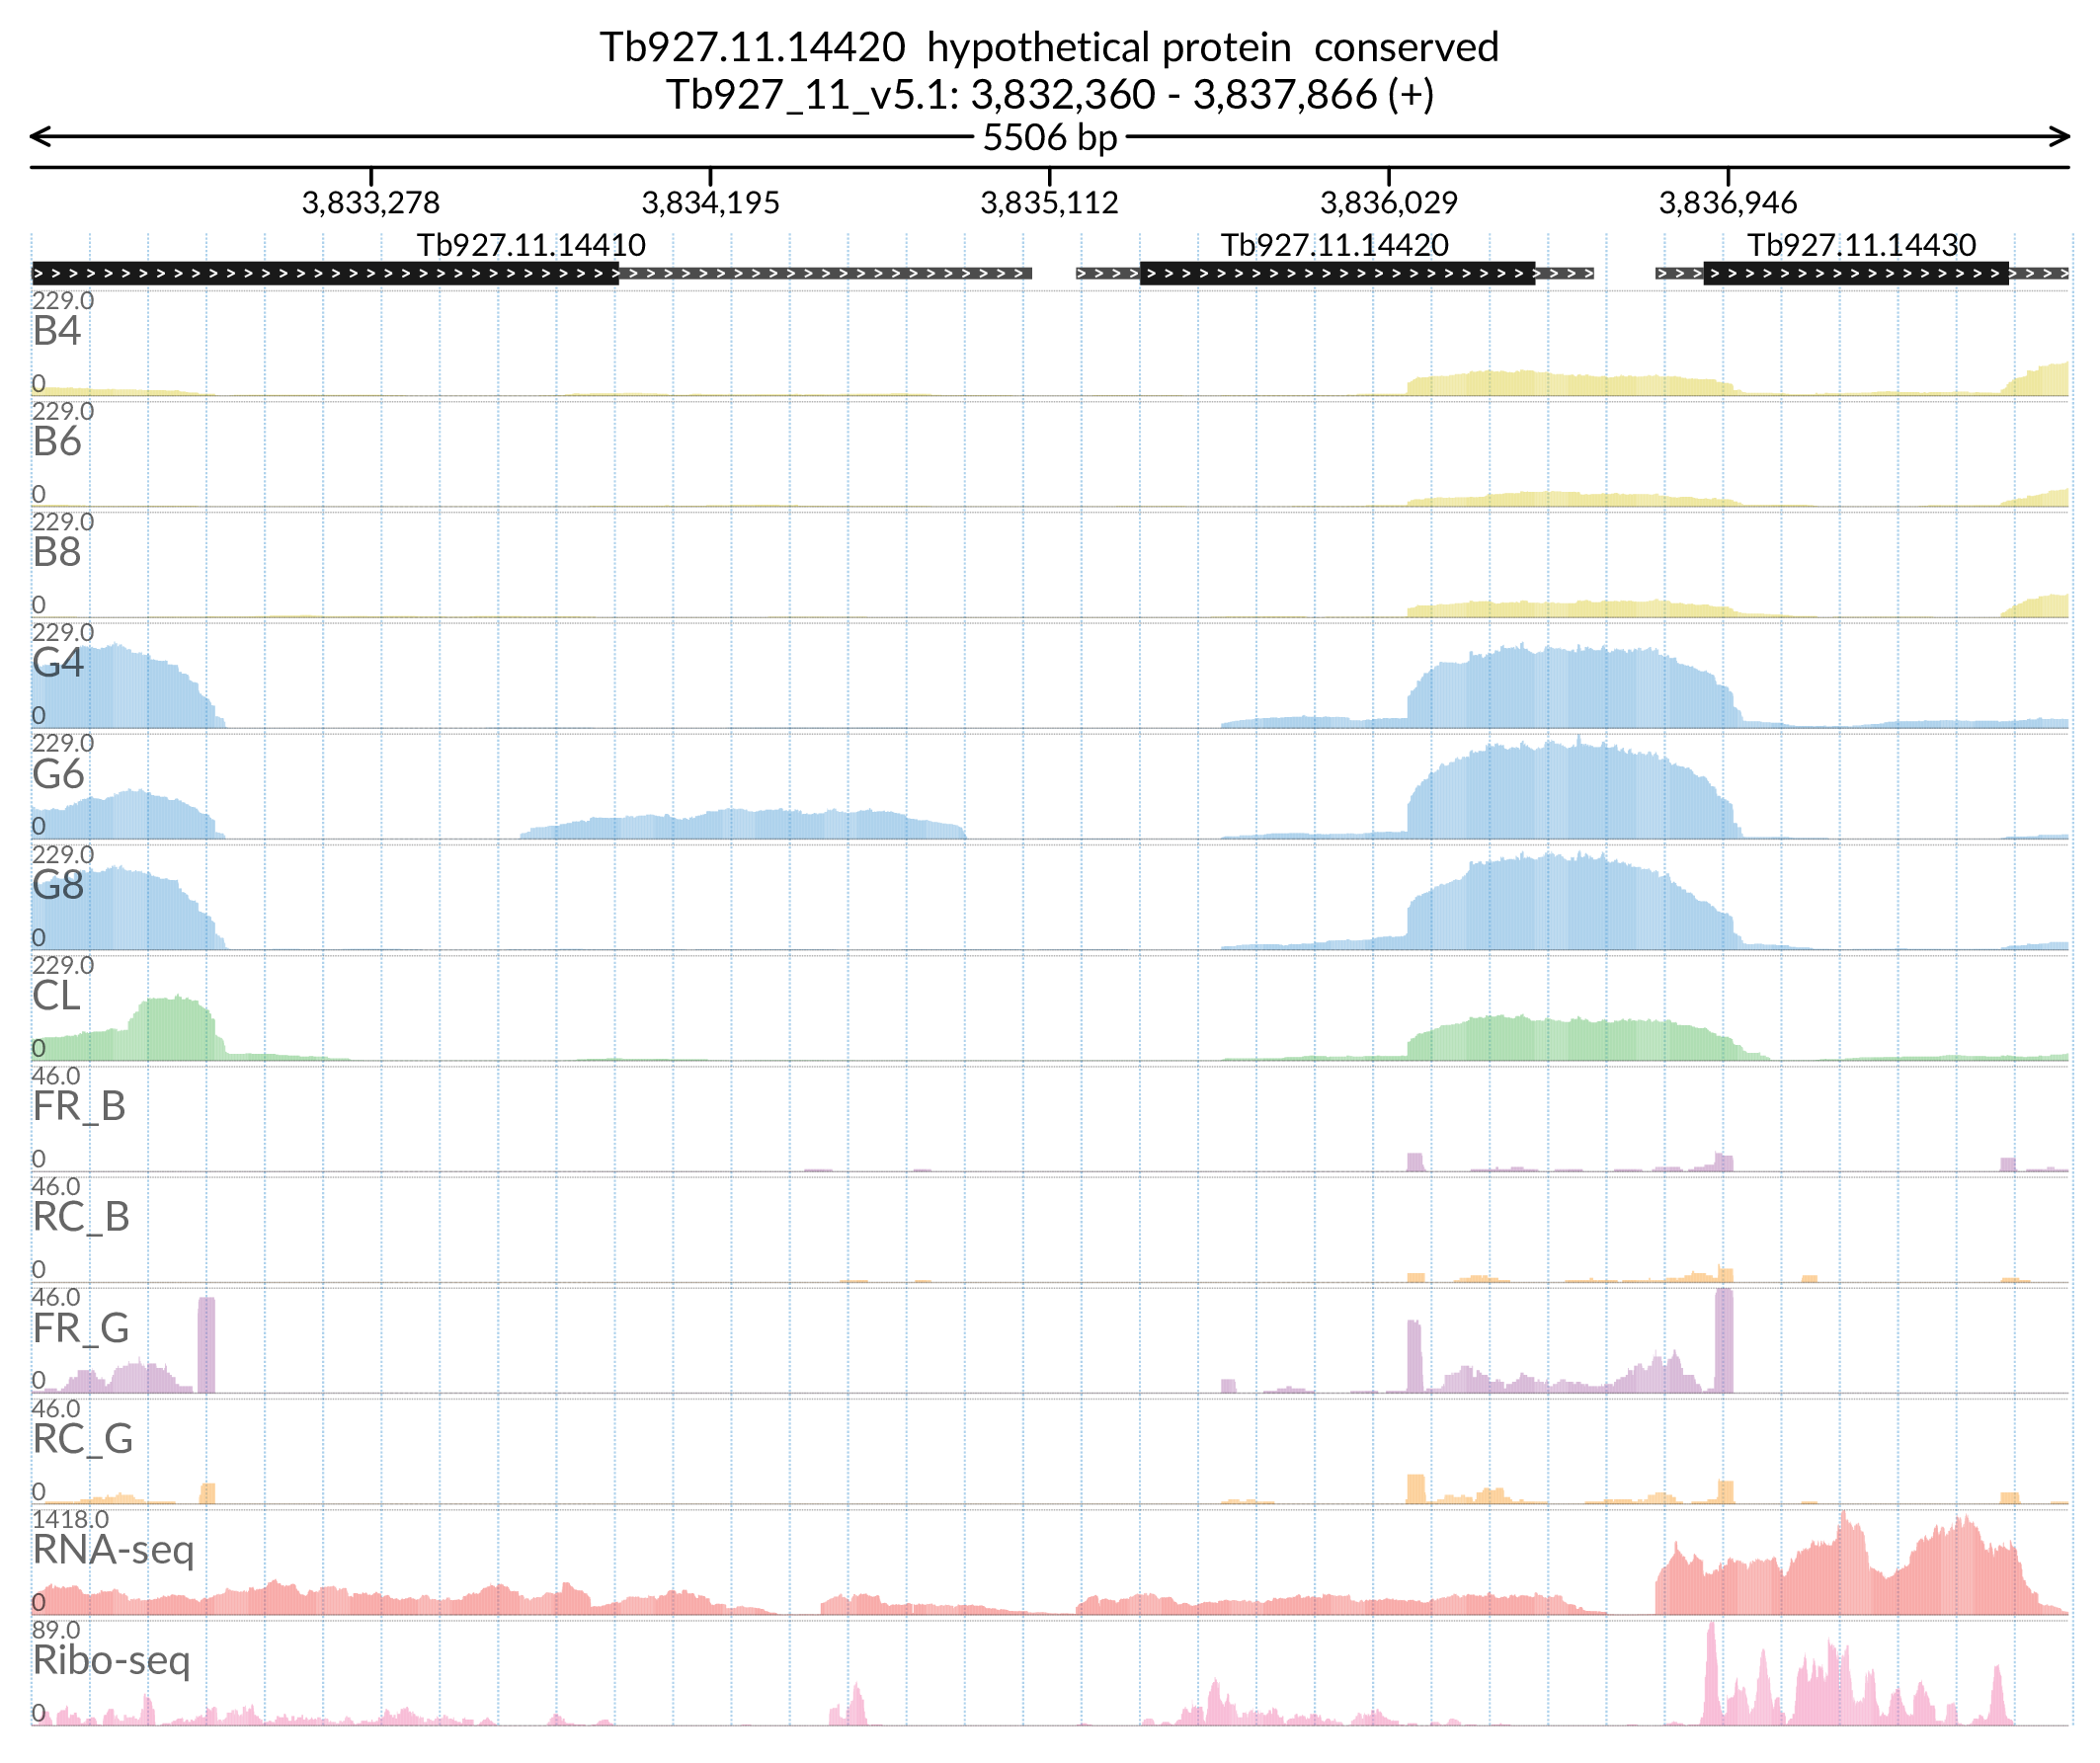 Tb927.11.14420 hypothetical protein conserved
Tb927_11_v5.1: 3,832,360 - 3,837,866 (+)
5506 bp
3,833,278 3,834,195 3,835,112 3,836,029 3,836,946
Tb927.11.14410 Tb927.11.14420 Tb927.11.14430
229.0
B4
0
229.0
B6
0
229.0
B8
0
229.0
G4
0
229.0
G6
0
229.0
G8
0
229.0
CL
0
46.0
FR_B
0
46.0
RC_B
0
46.0
FR_G
0
46.0
RC_G
0
1418.0
RNA-seq
0
89.0
Ribo-seq
0